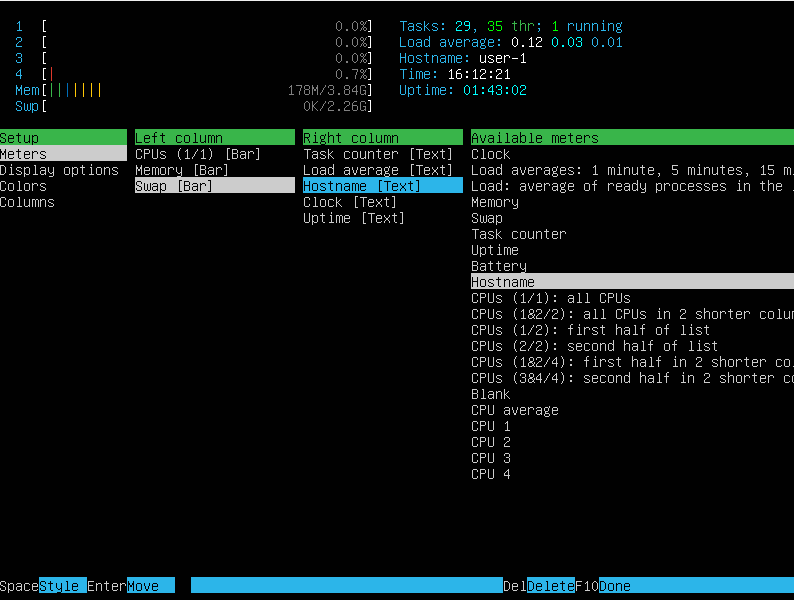 1 [ 0.0%] Tasks: 29, 35 thr; 1 running
2 [ 0.0%] Load average: 0.12 0.03 0.01
3 [ 0.0%] Hostname: user-1
4 [| 0.7%] Time: 16:12:21
Mem[||||||| 178M/3.84G] Uptime: 01:43:02
Swp[ 0K/2.26G]
Setup Left column Right column Available meters
Meters CPUs (1/1) [Bar] Task counter [Text] Clock
Display options Memory [Bar] Load average [Text] Load averages: 1 minute, 5 minutes, 15 m
Colors Swap [Bar] Hostname [Text] Load: average of ready processes in the
Columns Clock [Text] Memory
Uptime [Text] Swap
Task counter
Uptime
Battery
Hostname
CPUs (1/1): all CPUs
CPUs (1&2/2): all CPUs in 2 shorter colum
CPUs (1/2): first half of list
CPUs (2/2): second half of list
CPUs (1&2/4): first half in 2 shorter co
CPUs (3&4/4): second half in 2 shorter co
Blank
CPU average
CPU 1
CPU 2
CPU 3
CPU 4
SpaceStyle EnterMove DelDeleteF10Done